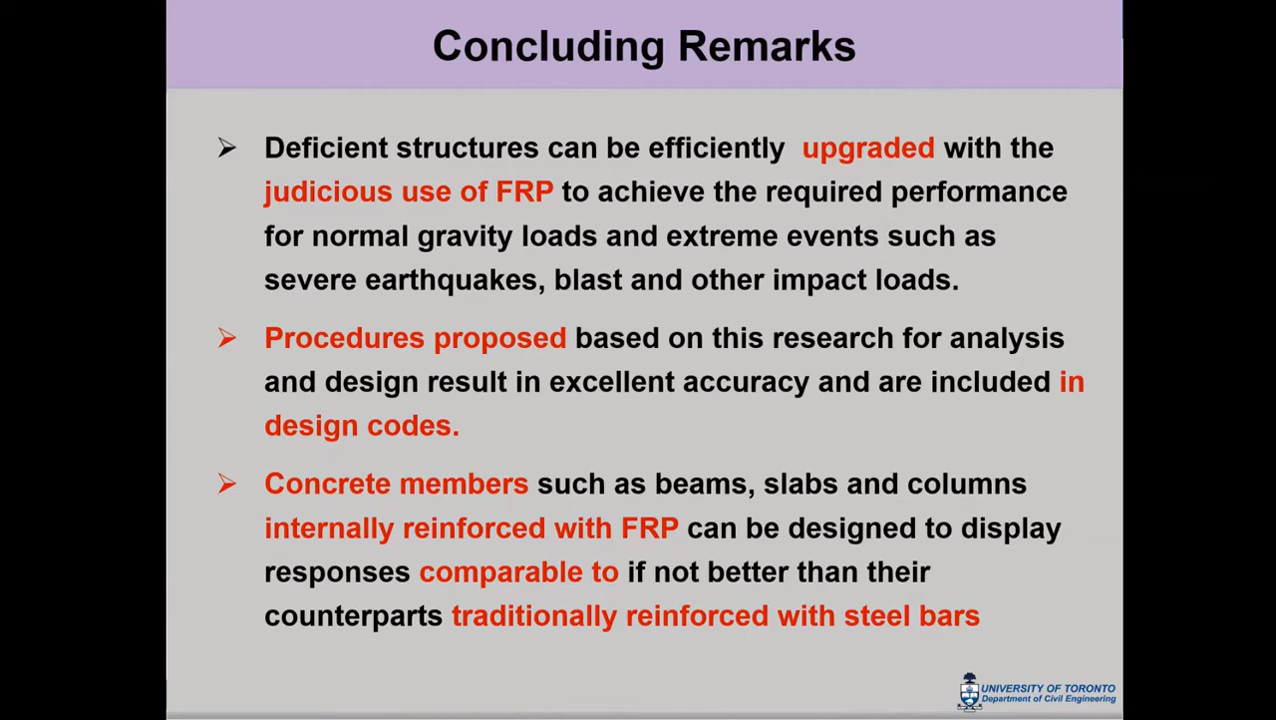 Concluding Remarks
Deficient structures can be efficiently upgraded with the
judicious use of FRP to achieve the required performance
for normal gravity loads and extreme events such as
severe earthquakes, blast and other impact loads.
Procedures proposed based on this research for analysis
and design result in excellent accuracy and are included in
design codes.
Concrete members such as beams, slabs and columns
internally reinforced with FRP can be designed to display
responses comparable to if not better than their
counterparts traditionally reinforced with steel bars
UNIVERSITY OF TORONTO
Department of Civil Engineering